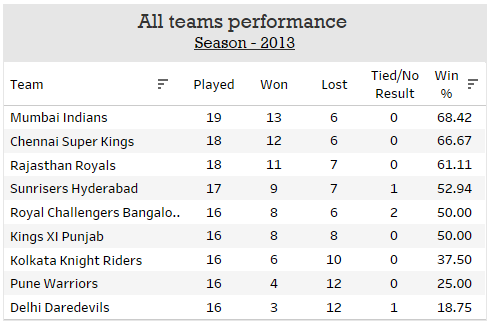 All teams performance
Season - 2013
Team Played Won Lost Tied/No Result Win %
Mumbai Indians 19 13 6 0 68.42
Chennai Super Kings 18 12 6 0 66.67
Rajasthan Royals 18 11 7 0 61.11
Sunrisers Hyderabad 17 9 7 1 52.94
Royal Challengers Bangalo.. 16 8 6 2 50.00
Kings XI Punjab 16 8 8 0 50.00
Kolkata Knight Riders 16 6 10 0 37.50
Pune Warriors 16 4 12 0 25.00
Delhi Daredevils 16 3 12 1 18.75